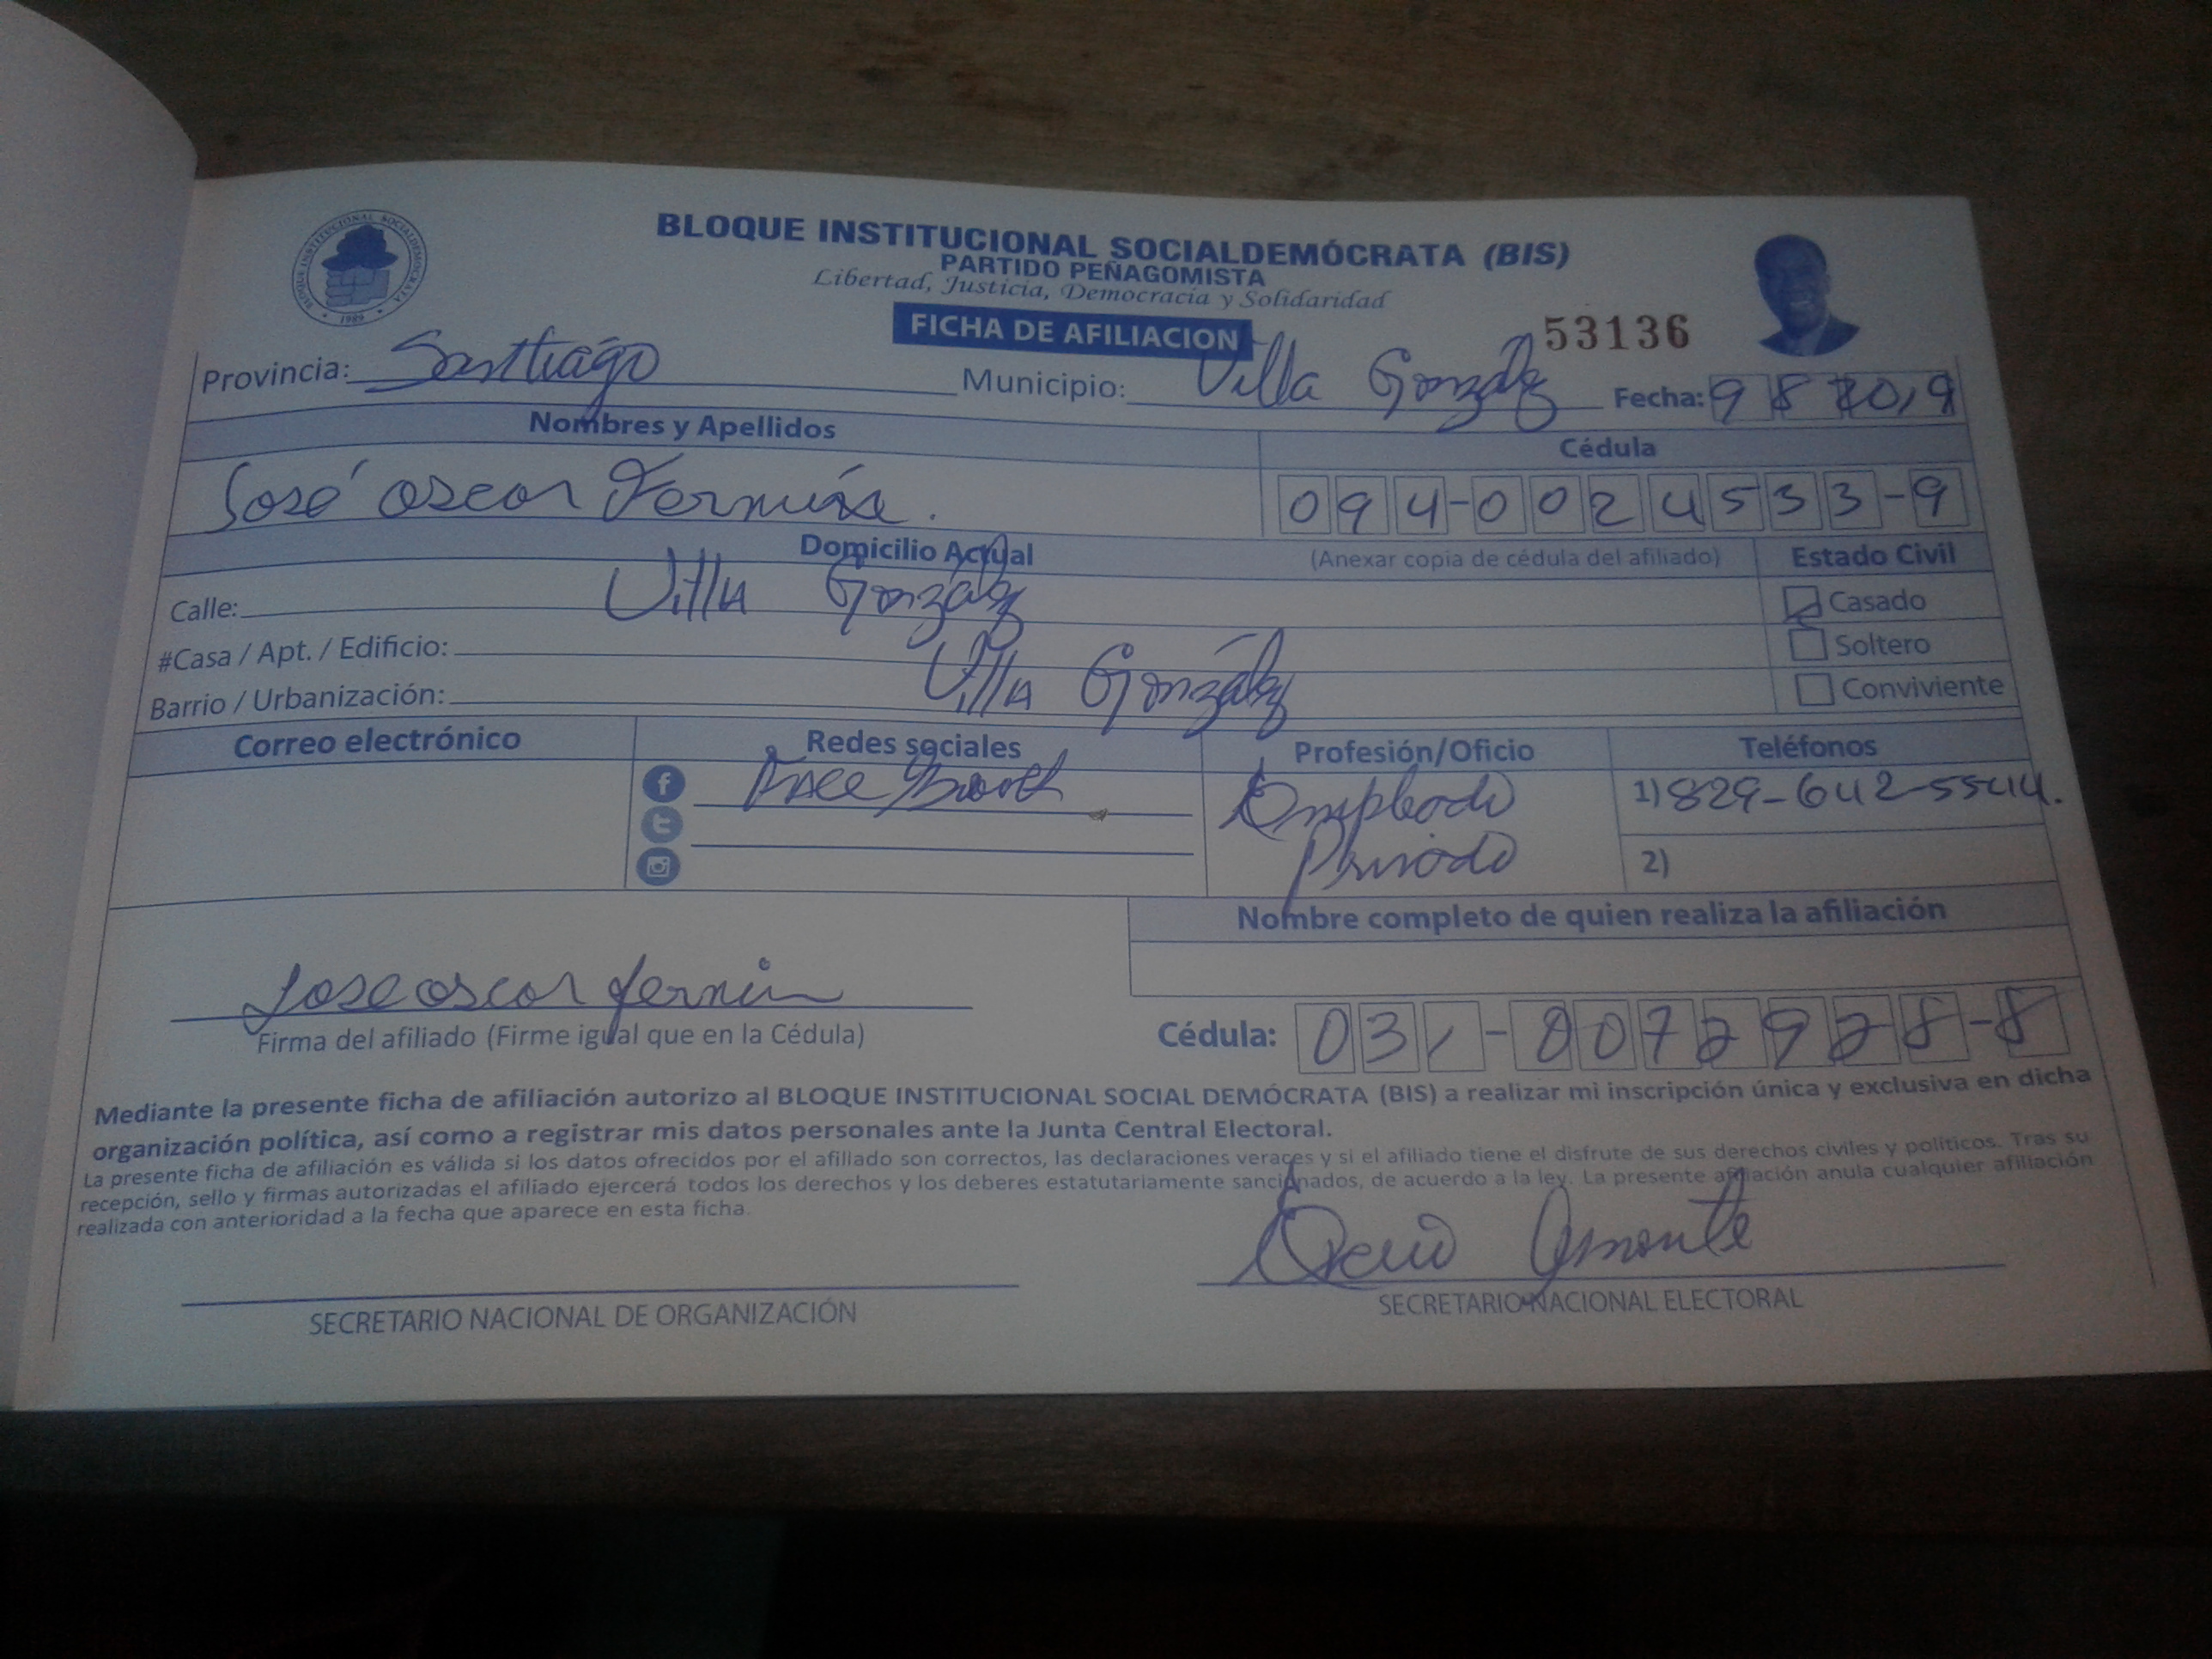 BLOQUE INSTITUCIONAL SOCIALDEMOCRATA
1989
BLOQUE INSTITUCIONAL SOCIALDEMÓCRATA (BIS)
PARTIDO PEÑAGOMISTA
Libertad, Justicia, Democracia y Solidaridad
FICHA DE AFILIACION
53136
Provincia: Santiago Municipio: Villa González Fecha: 9 8 2019
Nombres y Apellidos Cédula
José Oscar Fermín. 094-0024533-9
Domicilio Actual (Anexar copia de cédula del afiliado) Estado Civil
Calle: Villa González Casado
#Casa / Apt. / Edificio: Soltero
Barrio / Urbanización: Villa González Conviviente
Correo electrónico Redes sociales Profesión/Oficio Teléfonos
Empleado 1) 829-642-5544.
Privado 2)
Nombre completo de quien realiza la afiliación
Jose oscar fermin
Firma del afiliado (Firme igual que en la Cédula) Cédula: 031-0072928-8
Mediante la presente ficha de afiliación autorizo al BLOQUE INSTITUCIONAL SOCIAL DEMÓCRATA (BIS) a realizar mi inscripción única y exclusiva en dicha
organización política, así como a registrar mis datos personales ante la Junta Central Electoral.
La presente ficha de afiliación es válida si los datos ofrecidos por el afiliado son correctos, las declaraciones veraces y si el afiliado tiene el disfrute de sus derechos civiles y políticos. Tras su
recepción, sello y firmas autorizadas el afiliado ejercerá todos los derechos y los deberes estatutariamente sancionados, de acuerdo a la ley. La presente afiliación anula cualquier afiliación
realizada con anterioridad a la fecha que aparece en esta ficha.
SECRETARIO NACIONAL DE ORGANIZACIÓN SECRETARIO NACIONAL ELECTORAL